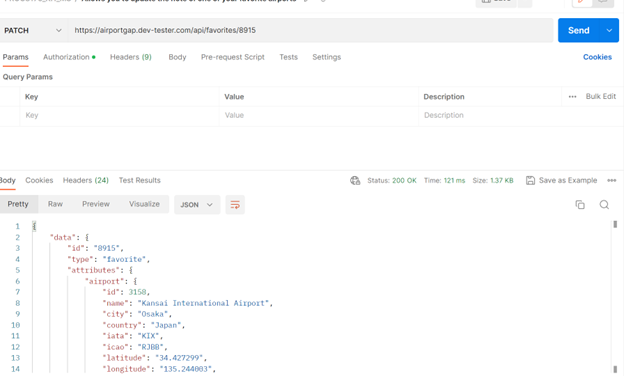 Allows you to update the note of one of your favorite airports
Save
PATCH https://airportgap.dev-tester.com/api/favorites/8915 Send
Params Authorization Headers (9) Body Pre-request Script Tests Settings Cookies
Query Params
Key Value Description Bulk Edit
Key Value Description
Body Cookies Headers (24) Test Results Status: 200 OK Time: 121 ms Size: 1.37 KB Save as Example
Pretty Raw Preview Visualize JSON
1 {
2 "data": {
3 "id": "8915",
4 "type": "favorite",
5 "attributes": {
6 "airport": {
7 "id": 3158,
8 "name": "Kansai International Airport",
9 "city": "Osaka",
10 "country": "Japan",
11 "iata": "KIX",
12 "icao": "RJBB",
13 "latitude": "34.427299",
14 "longitude": "135.244003",